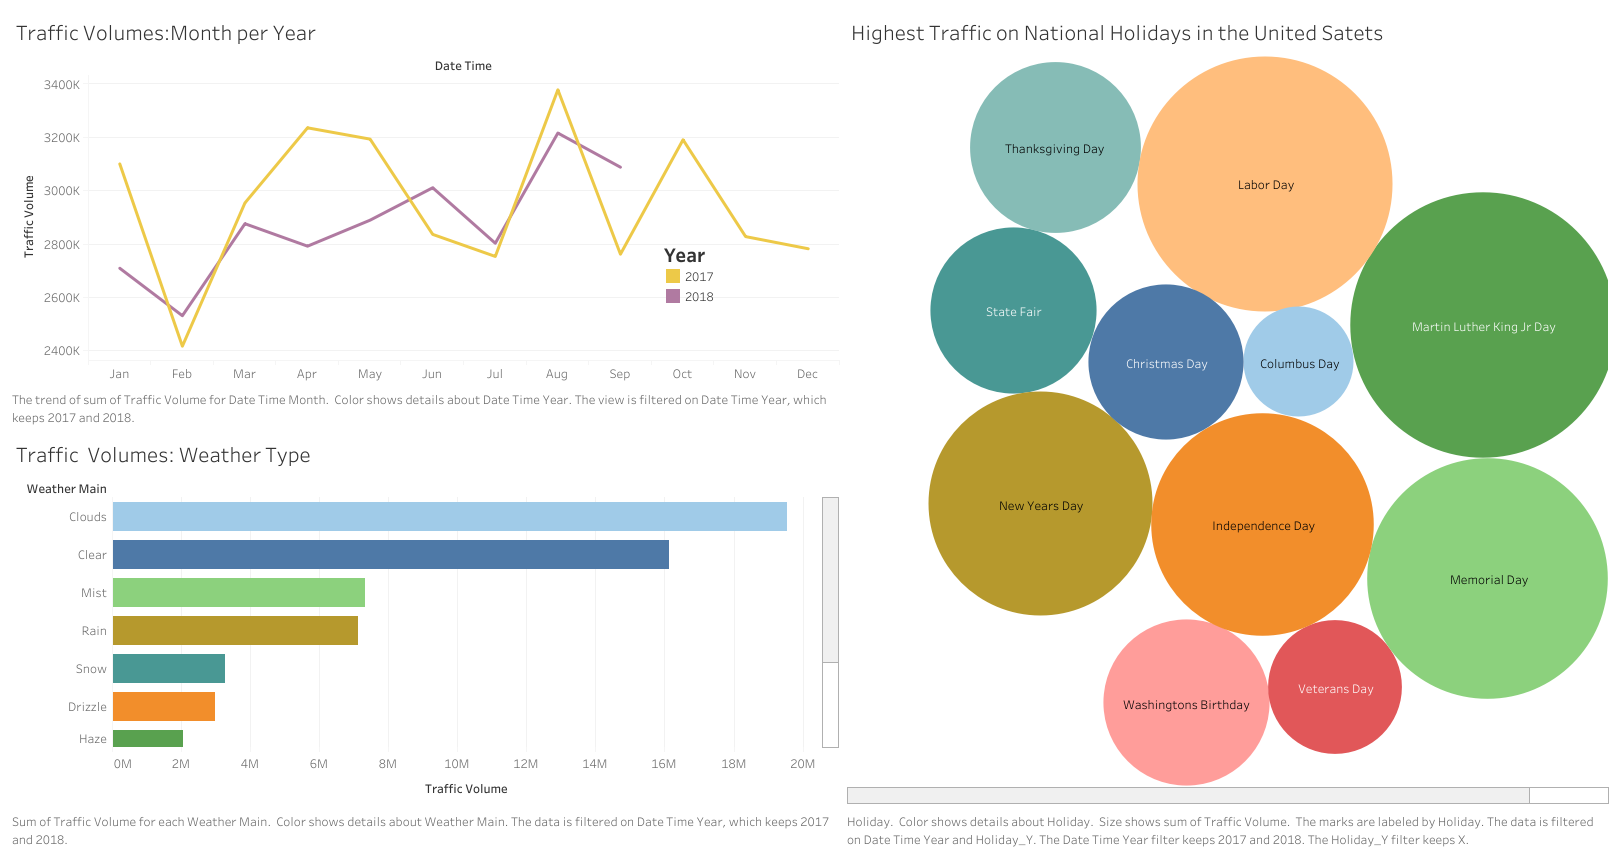 Traffic Volumes:Month per Year
Date Time
Traffic Volume
3400K
3200K
3000K
2800K
2600K
2400K
Year
2017
2018
Jan Feb Mar Apr May Jun Jul Aug Sep Oct Nov Dec
The trend of sum of Traffic Volume for Date Time Month. Color shows details about Date Time Year. The view is filtered on Date Time Year, which
keeps 2017 and 2018.
Traffic Volumes: Weather Type
Weather Main
Clouds
Clear
Mist
Rain
Snow
Drizzle
Haze
0M 2M 4M 6M 8M 10M 12M 14M 16M 18M 20M
Traffic Volume
Sum of Traffic Volume for each Weather Main. Color shows details about Weather Main. The data is filtered on Date Time Year, which keeps 2017
and 2018.
Highest Traffic on National Holidays in the United Satets
Thanksgiving Day
Labor Day
State Fair
Martin Luther King Jr Day
Christmas Day
Columbus Day
New Years Day
Independence Day
Memorial Day
Washingtons Birthday
Veterans Day
Holiday. Color shows details about Holiday. Size shows sum of Traffic Volume. The marks are labeled by Holiday. The data is filtered
on Date Time Year and Holiday_Y. The Date Time Year filter keeps 2017 and 2018. The Holiday_Y filter keeps X.